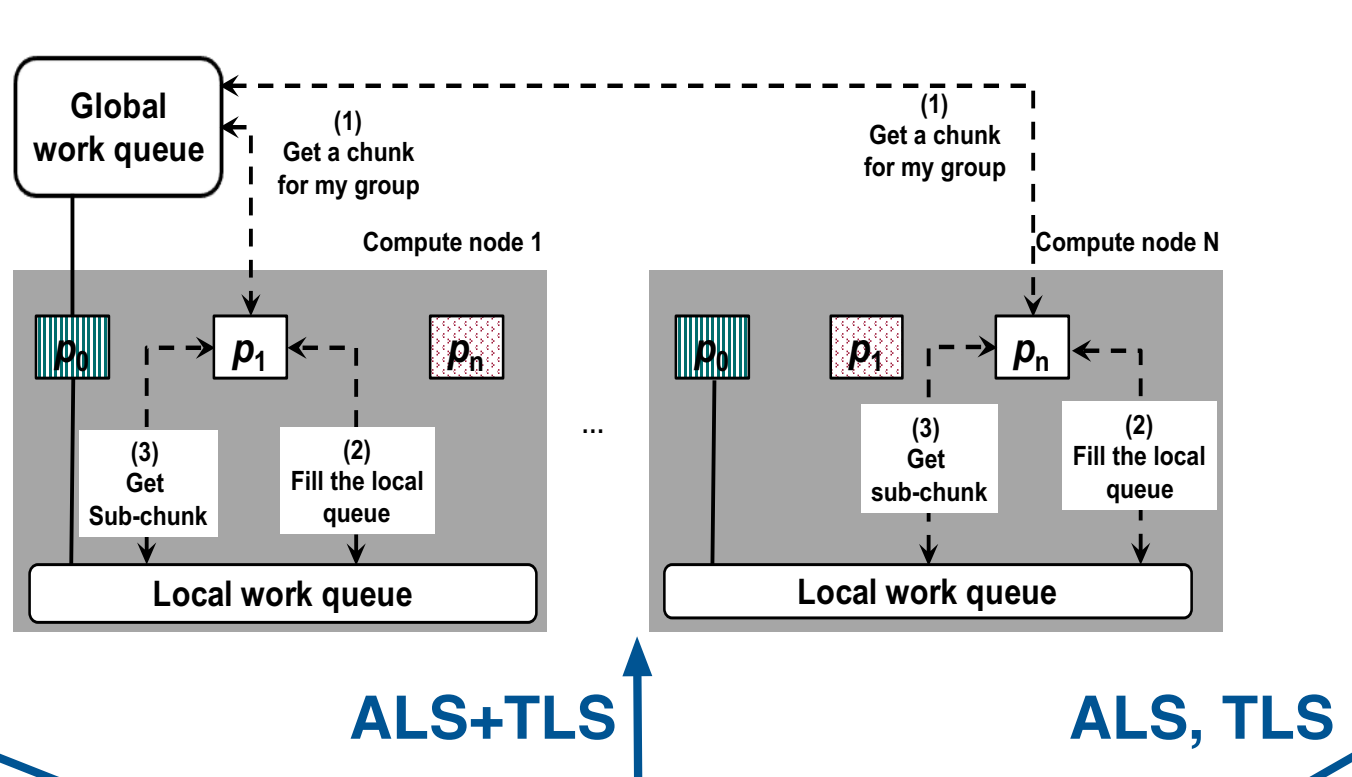 Global
work queue
(1)
Get a chunk
for my group
(1)
Get a chunk
for my group
Compute node 1
Compute node N
p0
p1
pn
p0
p1
pn
(3)
Get
Sub-chunk
(2)
Fill the local
queue
...
(3)
Get
sub-chunk
(2)
Fill the local
queue
Local work queue
Local work queue
ALS+TLS
ALS, TLS